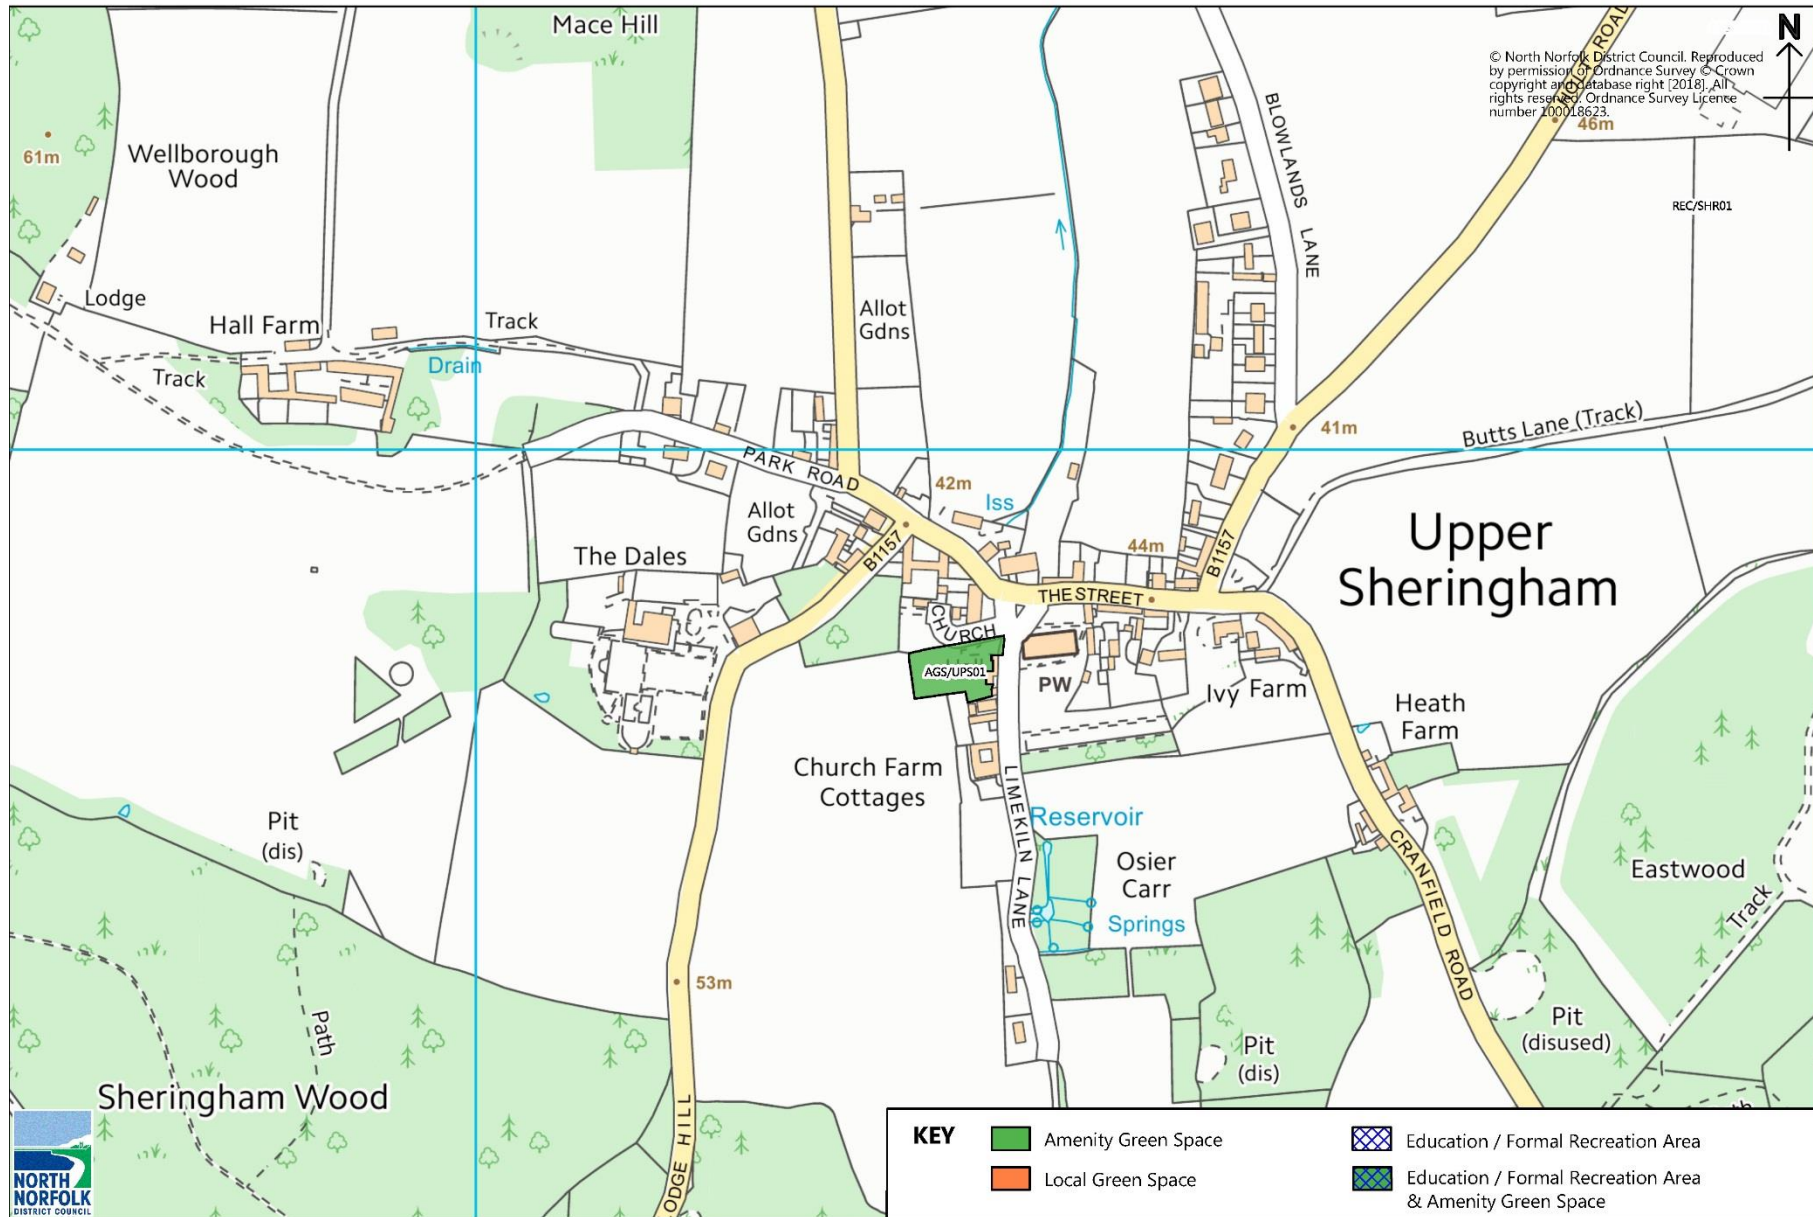 Mace Hill
N
© North Norfolk District Council. Reproduced
by permission of Ordnance Survey © Crown
copyright and database right [2018]. All
rights reserved. Ordnance Survey Licence
number 100018623.
HOLT ROAD
46m
61m
Wellborough
Wood
BLOWLANDS LANE
REC/SHR01
Lodge
Hall Farm
Track
Allot
Gdns
Drain
Track
41m
Butts Lane (Track)
PARK ROAD
42m
Iss
Allot
Gdns
B1157
The Dales
44m
B1157
Upper
Sheringham
THE STREET
CHURCH
AGS/UPS01
PW
Ivy Farm
Heath
Farm
Church Farm
Cottages
LIMEKILN LANE
Reservoir
Pit
(dis)
Osier
Carr
CRANFIELD ROAD
Eastwood
Track
Springs
53m
Path
Pit
(disused)
Pit
(dis)
Sheringham Wood
ODGE HILL
KEY
Amenity Green Space
Education / Formal Recreation Area
Local Green Space
Education / Formal Recreation Area
& Amenity Green Space
NORTH
NORFOLK
DISTRICT COUNCIL